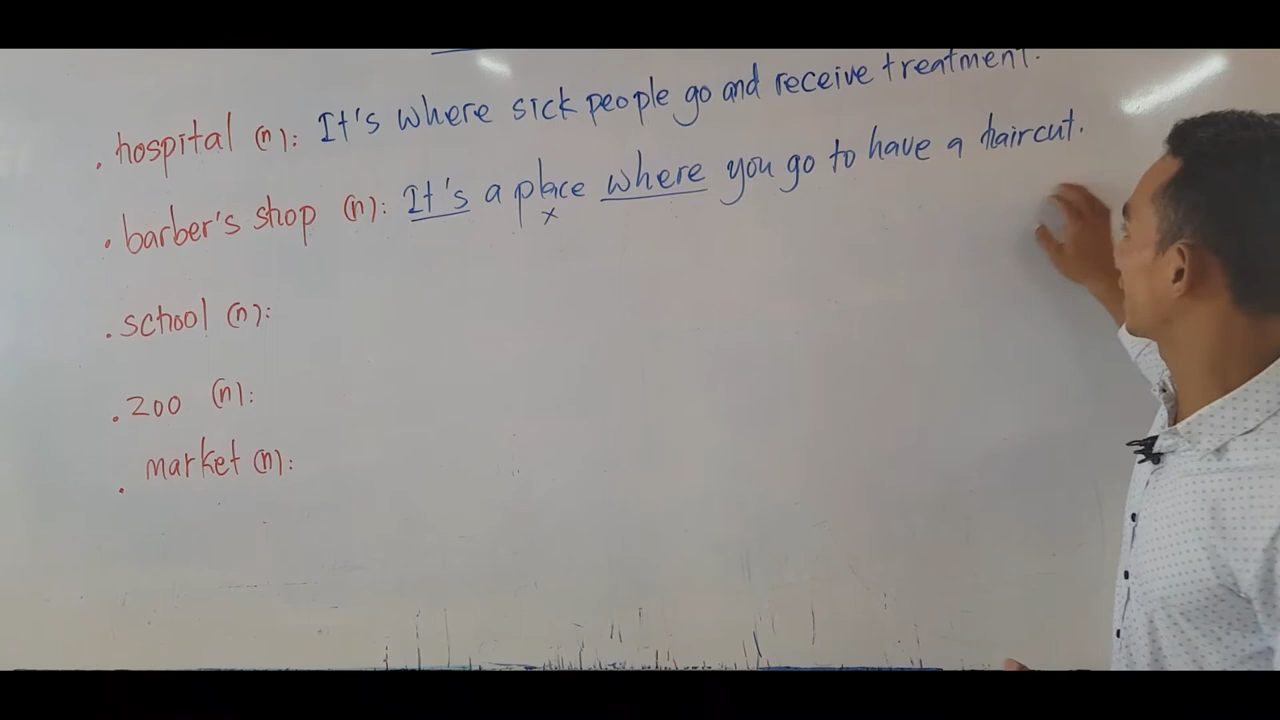 . hospital (n): It's where sick people go and receive treatment.
. barber's shop (n): It's a place where you go to have a haircut.
x
. school (n):
. zoo (n):
. market (n):